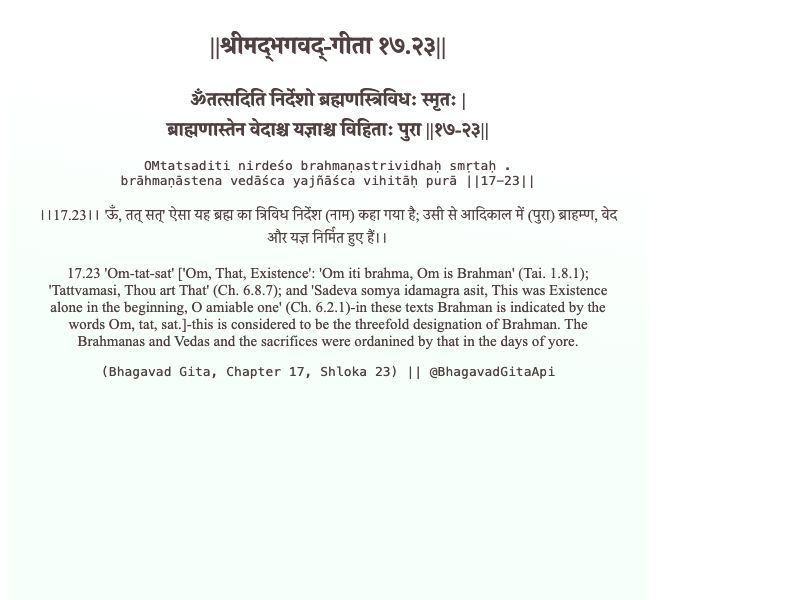 ||श्रीमद्‍भगवद्-गीता १७.२३||
ॐतत्सदिति निर्देशो ब्रह्मणस्त्रिविधः स्मृतः |
ब्राह्मणास्तेन वेदाश्च यज्ञाश्च विहिताः पुरा ||१७-२३||
OMtatsaditi nirdeśo brahmaṇastrividhaḥ smṛtaḥ .
brāhmaṇāstena vedāśca yajñāśca vihitāḥ purā ||17-23||
।।17.23।। 'ऊँ, तत् सत्' ऐसा यह ब्रह्म का त्रिविध निर्देश (नाम) कहा गया है; उसी से आदिकाल में (पुरा) ब्राहम्ण, वेद
और यज्ञ निर्मित हुए हैं।।
17.23 'Om-tat-sat' ['Om, That, Existence': 'Om iti brahma, Om is Brahman' (Tai. 1.8.1);
'Tattvamasi, Thou art That' (Ch. 6.8.7); and 'Sadeva somya idamagra asit, This was Existence
alone in the beginning, O amiable one' (Ch. 6.2.1)-in these texts Brahman is indicated by the
words Om, tat, sat.]-this is considered to be the threefold designation of Brahman. The
Brahmanas and Vedas and the sacrifices were ordanined by that in the days of yore.
(Bhagavad Gita, Chapter 17, Shloka 23) || @BhagavadGitaApi